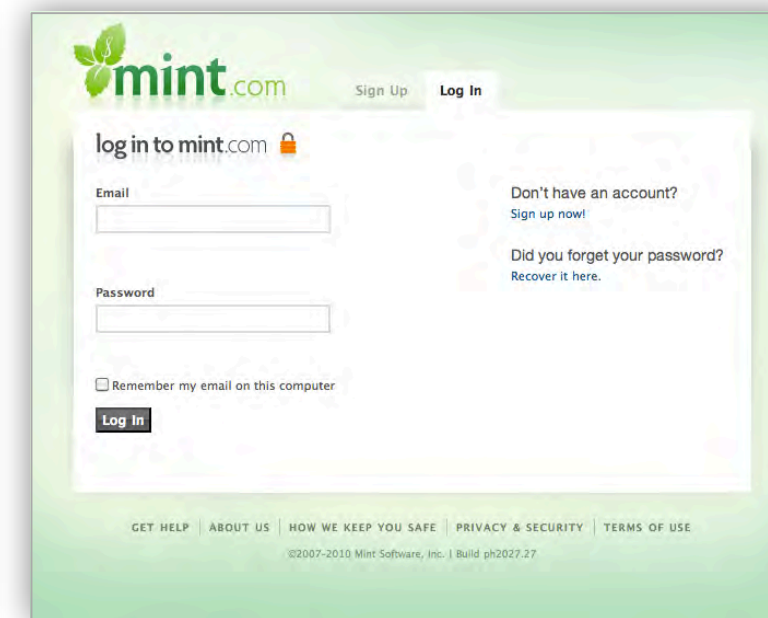 mint.com
Sign Up
Log In
log in to mint.com
Email
Don't have an account?
Sign up now!
Did you forget your password?
Recover it here.
Password
Remember my email on this computer
Log In
GET HELP | ABOUT US | HOW WE KEEP YOU SAFE | PRIVACY & SECURITY | TERMS OF USE
©2007-2010 Mint Software, Inc. | Build ph2027.27